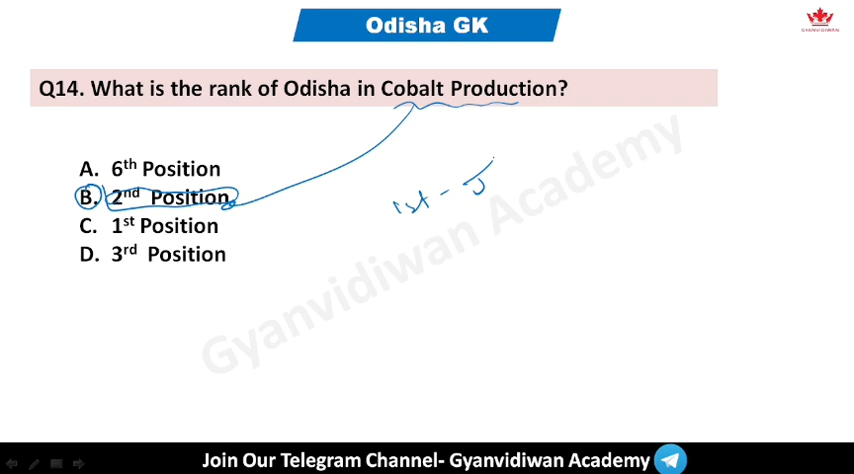 Odisha GK
GYANVIDIWAN
Q14. What is the rank of Odisha in Cobalt Production?
A. 6th Position
B. 2nd Position
C. 1st Position
D. 3rd Position
1st - J
Gyanvidiwan Academy
Join Our Telegram Channel- Gyanvidiwan Academy